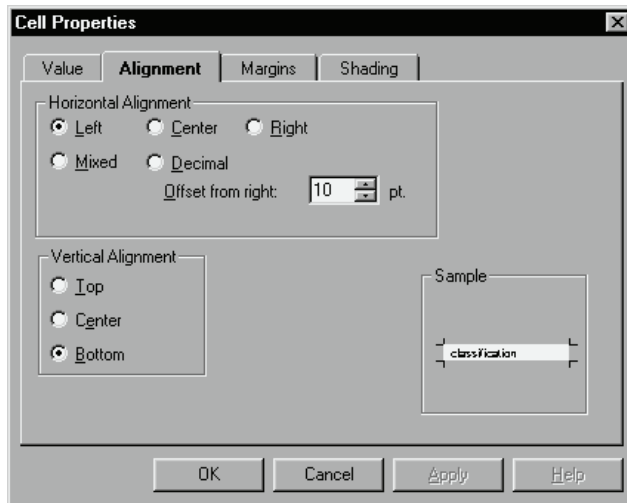 Cell Properties
Value Alignment Margins Shading
Horizontal Alignment
Left Center Right
Mixed Decimal
Offset from right: 10 pt.
Vertical Alignment
Top
Center
Bottom
Sample
classification
OK Cancel Apply Help